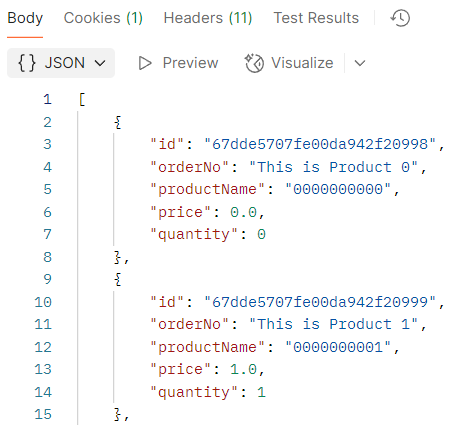 Body Cookies (1) Headers (11) Test Results
{} JSON Preview Visualize
1 [
2 {
3 "id": "67dde5707fe00da942f20998",
4 "orderNo": "This is Product 0",
5 "productName": "0000000000",
6 "price": 0.0,
7 "quantity": 0
8 },
9 {
10 "id": "67dde5707fe00da942f20999",
11 "orderNo": "This is Product 1",
12 "productName": "0000000001",
13 "price": 1.0,
14 "quantity": 1
15 },